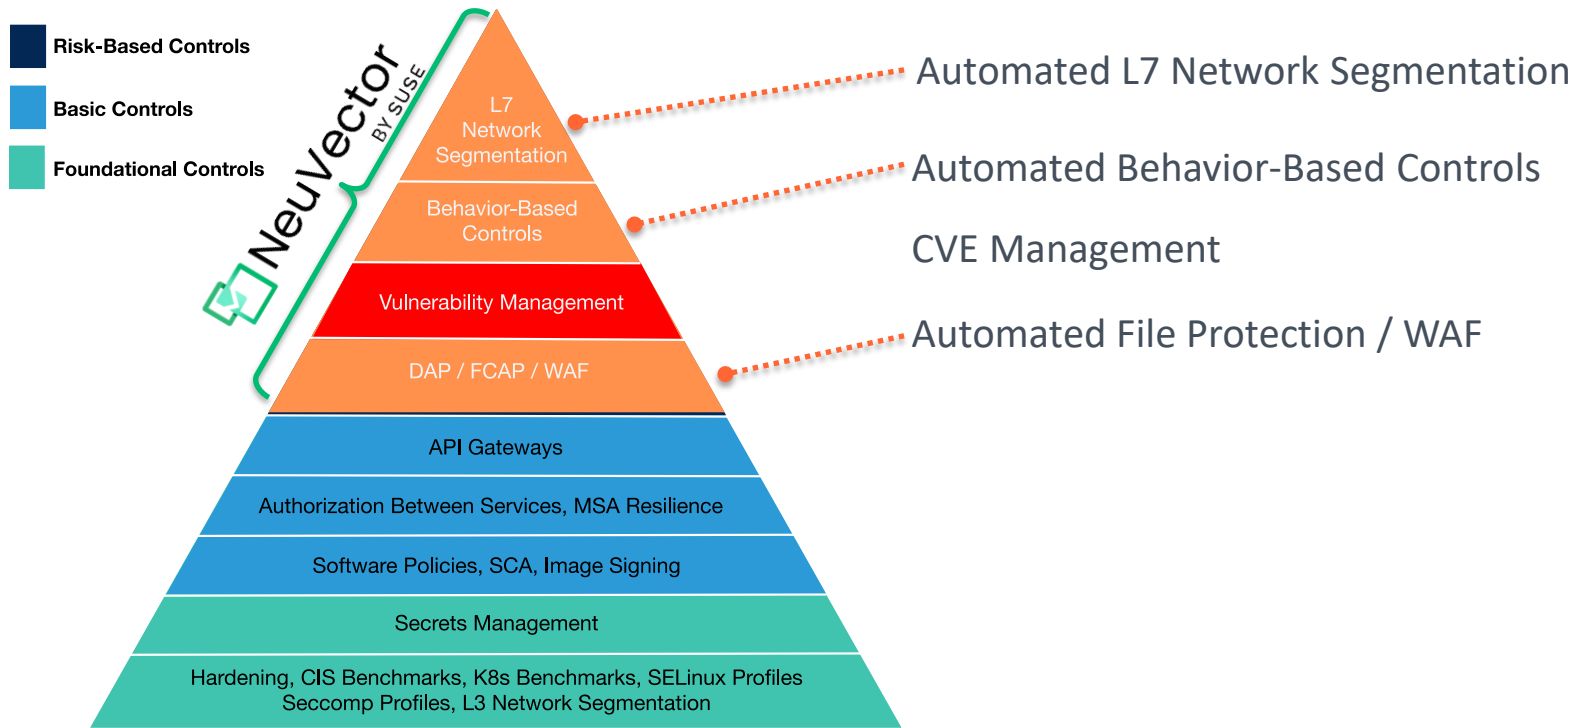 Risk-Based Controls
Basic Controls
Foundational Controls
NeuVector
BY SUSE
L7
Network
Segmentation
Behavior-Based
Controls
Vulnerability Management
DAP / FCAP / WAF
API Gateways
Authorization Between Services, MSA Resilience
Software Policies, SCA, Image Signing
Secrets Management
Hardening, CIS Benchmarks, K8s Benchmarks, SELinux Profiles
Seccomp Profiles, L3 Network Segmentation
Automated L7 Network Segmentation
Automated Behavior-Based Controls
CVE Management
Automated File Protection / WAF